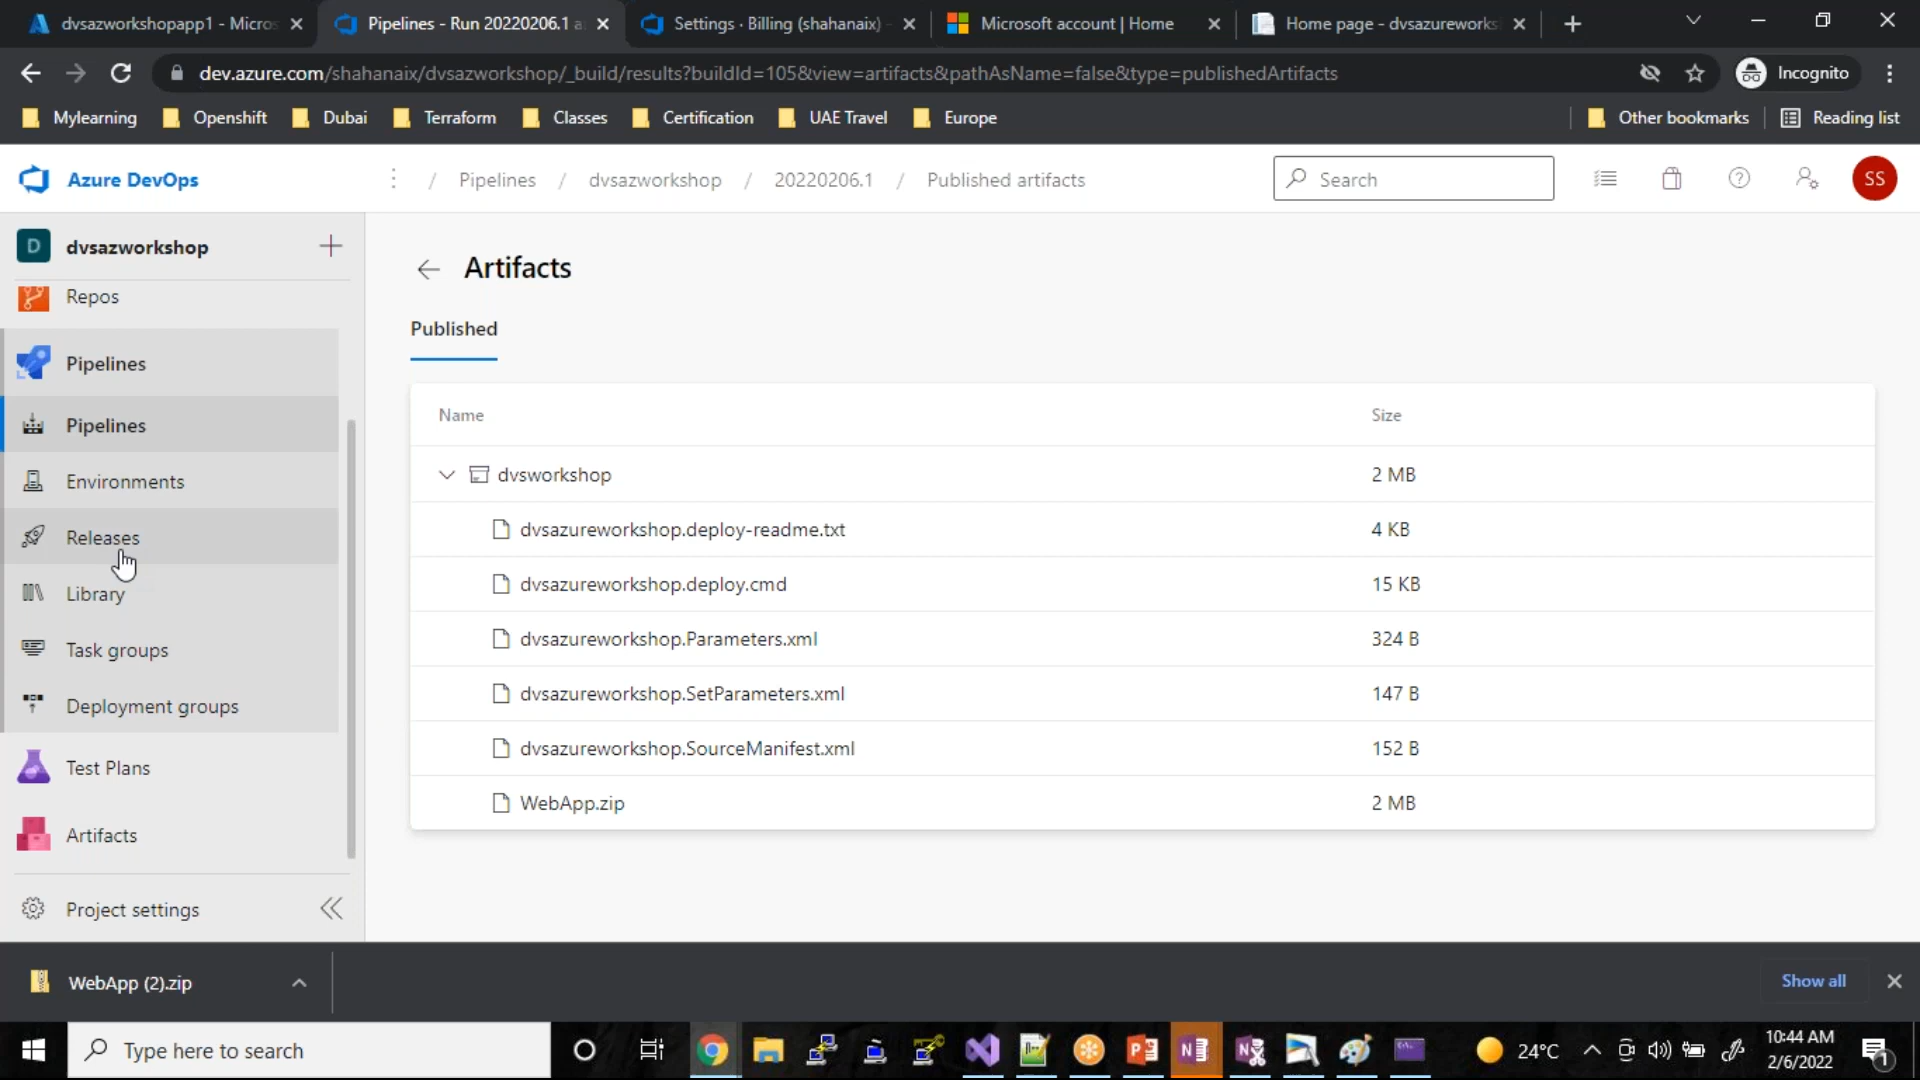 dvsazworkshopapp1 - Micros
Pipelines - Run 20220206.1 a
Settings · Billing (shahanaix) -
Microsoft account | Home
Home page - dvsazureworks
dev.azure.com/shahanaix/dvsazworkshop/_build/results?buildId=105&view=artifacts&pathAsName=false&type=publishedArtifacts
Incognito
Mylearning
Openshift
Dubai
Terraform
Classes
Certification
UAE Travel
Europe
Other bookmarks
Reading list
Azure DevOps
/ Pipelines / dvsazworkshop / 20220206.1 / Published artifacts
Search
SS
D
dvsazworkshop
Repos
Pipelines
Pipelines
Environments
Releases
Library
Task groups
Deployment groups
Test Plans
Artifacts
Project settings
Artifacts
Published
Name Size
dvsworkshop 2 MB
dvsazureworkshop.deploy-readme.txt 4 KB
dvsazureworkshop.deploy.cmd 15 KB
dvsazureworkshop.Parameters.xml 324 B
dvsazureworkshop.SetParameters.xml 147 B
dvsazureworkshop.SourceManifest.xml 152 B
WebApp.zip 2 MB
WebApp (2).zip
Show all
Type here to search
24°C
10:44 AM
2/6/2022
1